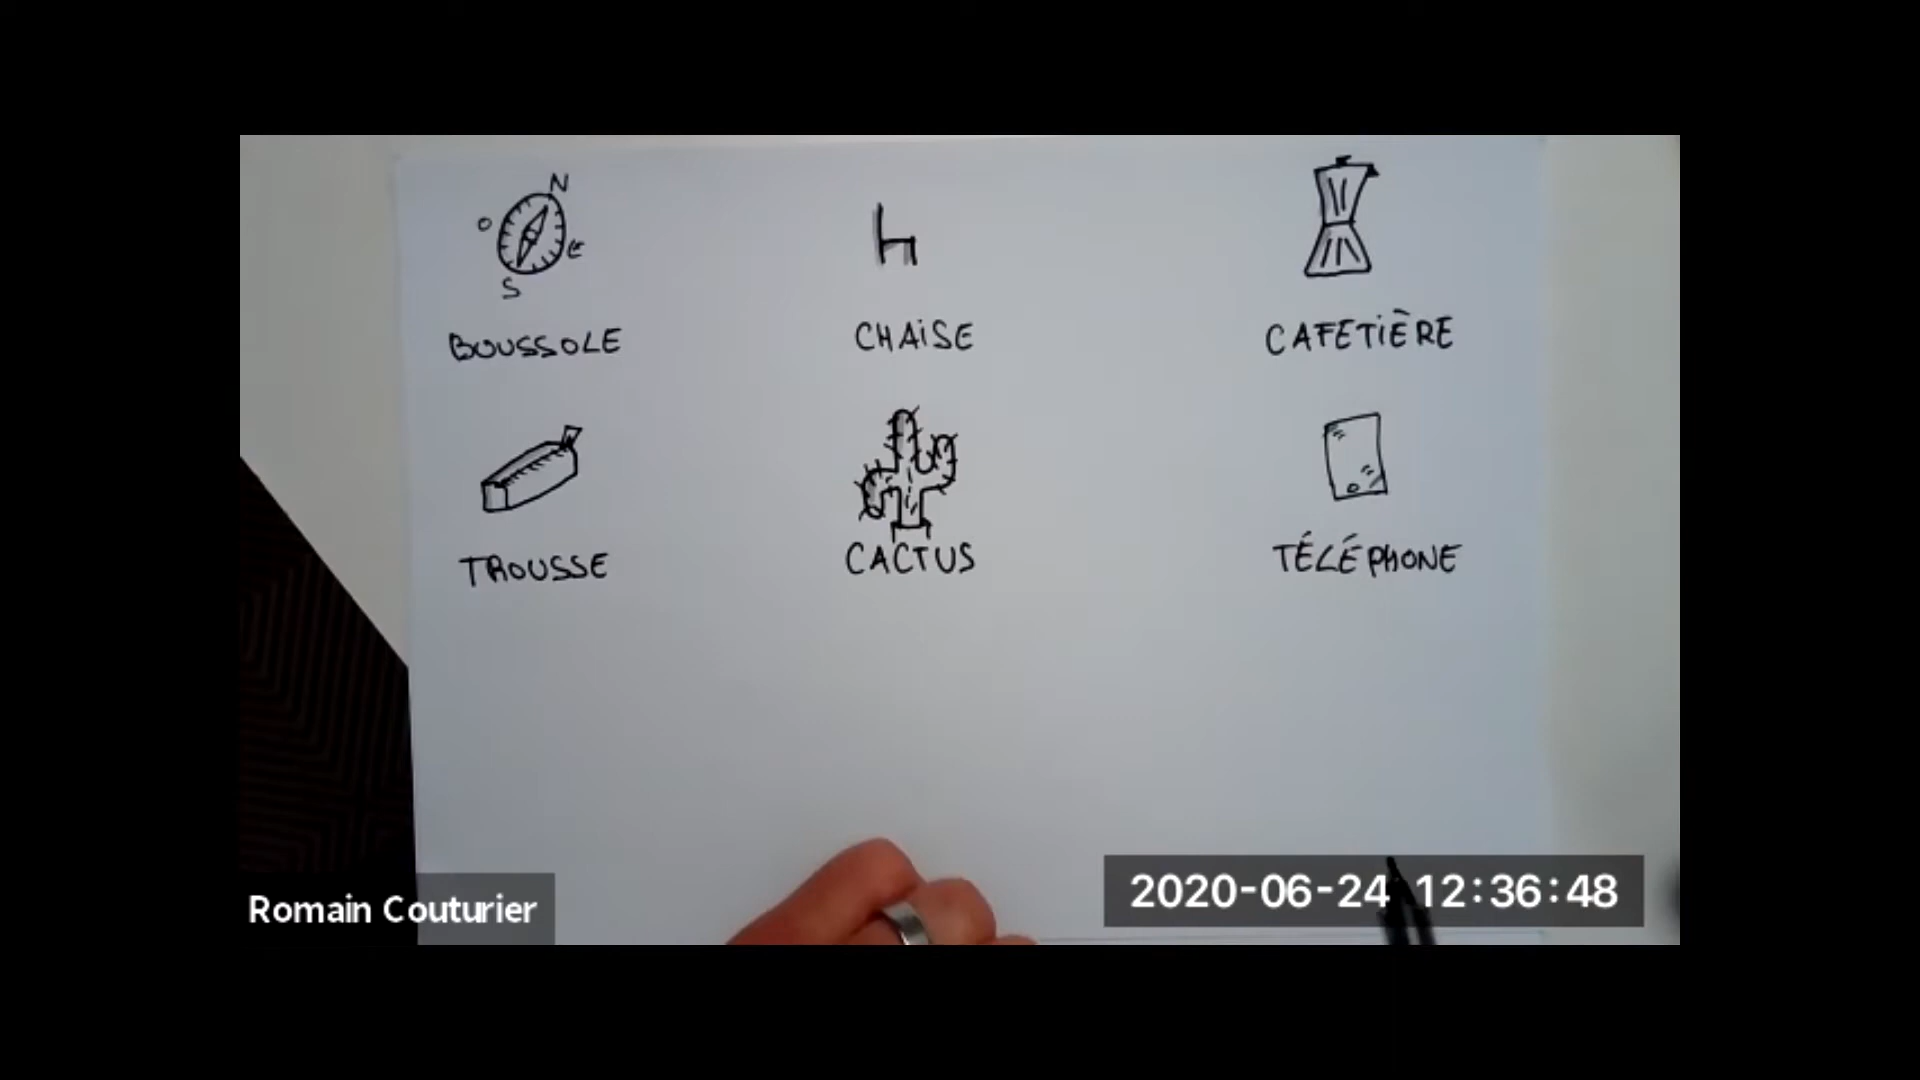 N
O
E
S
BOUSSOLE
CHAiSE
CAFETiÈRE
TROUSSE
CACTUS
TÉLÉPHONE
Romain Couturier
2020-06-24 12:36:48